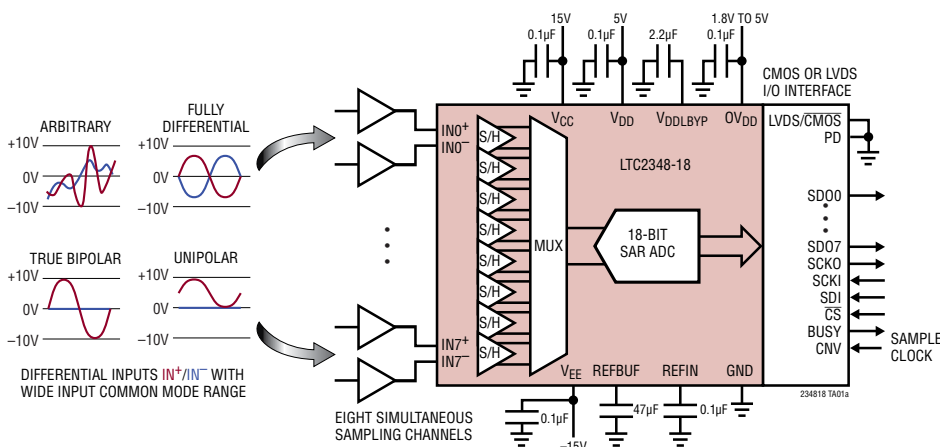 15V
5V
1.8V TO 5V
0.1µF
0.1µF
2.2µF
0.1µF
CMOS OR LVDS
I/O INTERFACE
ARBITRARY
FULLY
DIFFERENTIAL
+10V
0V
–10V
+10V
0V
–10V
TRUE BIPOLAR
UNIPOLAR
+10V
0V
–10V
+10V
0V
–10V
DIFFERENTIAL INPUTS IN+/IN– WITH
WIDE INPUT COMMON MODE RANGE
IN0+
IN0–
IN7+
IN7–
EIGHT SIMULTANEOUS
SAMPLING CHANNELS
VCC
VDD
VDDLBYP
OVDD
LTC2348-18
S/H
S/H
S/H
S/H
S/H
S/H
S/H
S/H
MUX
18-BIT
SAR ADC
LVDS/C̅M̅O̅S̅
PD
SDO0
SDO7
SCKO
SCKI
SDI
C̅S̅
BUSY
CNV
SAMPLE
CLOCK
VEE
REFBUF
REFIN
GND
0.1µF
47µF
0.1µF
–15V
234818 TA01a